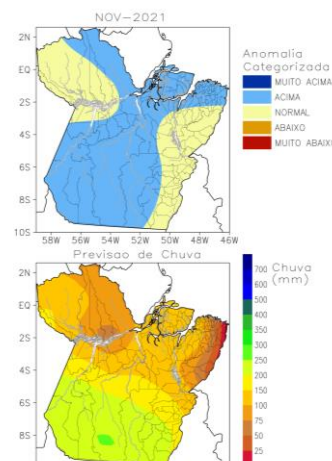 NOV-2021
Anomalia
Categorizada
MUITO ACIMA
ACIMA
NORMAL
ABAIXO
MUITO ABAIX
2N
EQ
2S
4S
6S
8S
10S
58W 56W 54W 52W 50W 48W 46W
Previsao de Chuva
Chuva
(mm)
2N
EQ
2S
4S
6S
8S
700
600
500
400
350
300
250
200
150
100
75
50
25